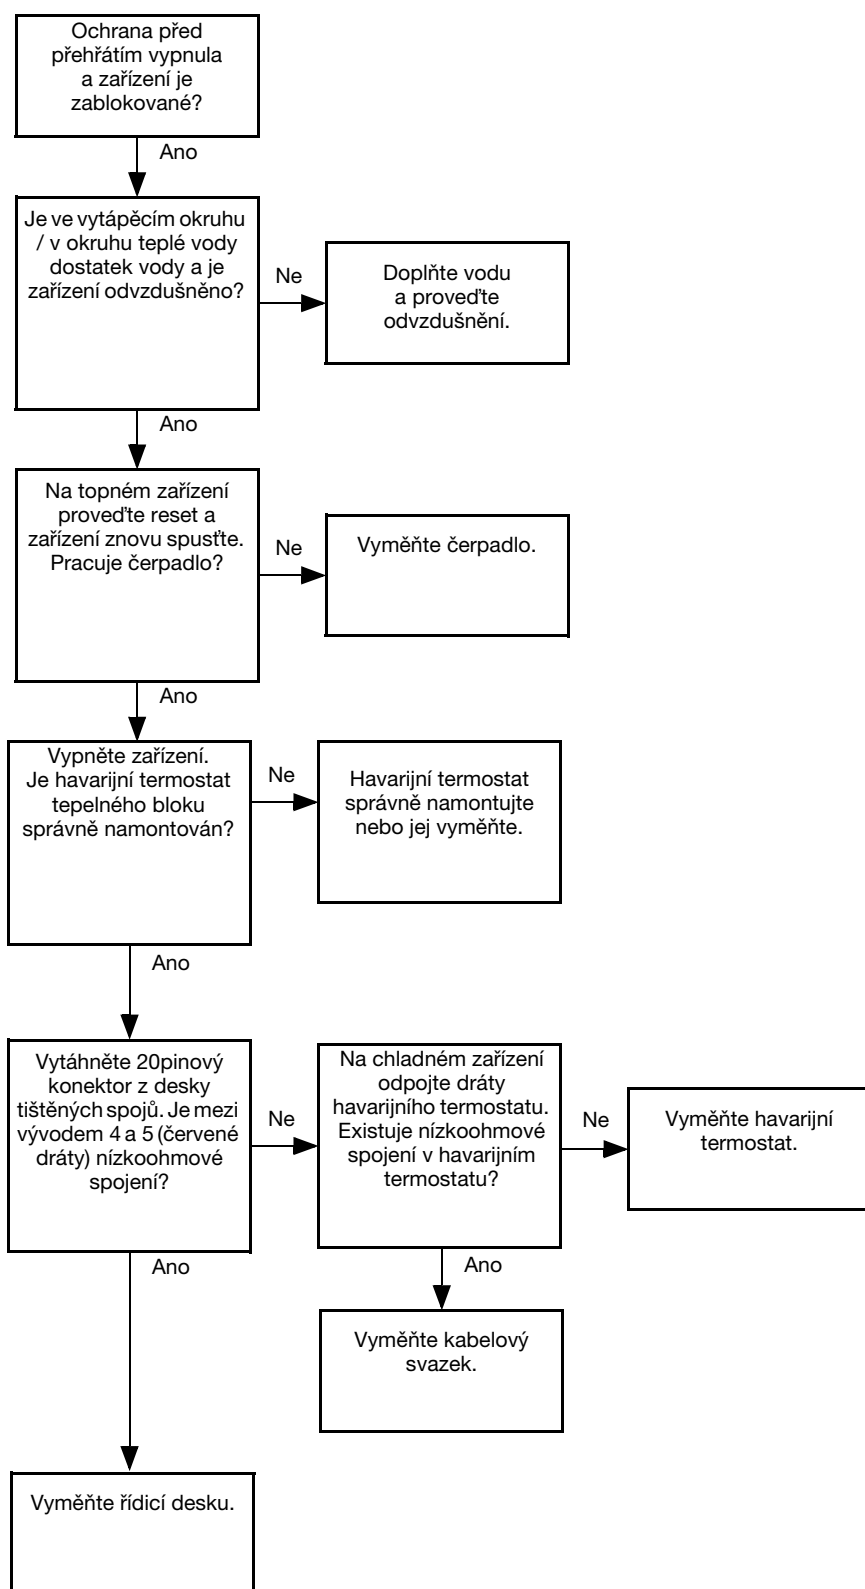 Ochrana před
přehřátím vypnula
a zařízení je
zablokované?
Ano
Je ve vytápěcím okruhu
/ v okruhu teplé vody
dostatek vody a je
zařízení odvzdušněno?
Ne
Doplňte vodu
a proveďte
odvzdušnění.
Ano
Na topném zařízení
proveďte reset a
zařízení znovu spusťte.
Pracuje čerpadlo?
Ne
Vyměňte čerpadlo.
Ano
Vypněte zařízení.
Je havarijní termostat
tepelného bloku
správně namontován?
Ne
Havarijní termostat
správně namontujte
nebo jej vyměňte.
Ano
Vytáhněte 20pinový
konektor z desky
tištěných spojů. Je mezi
vývodem 4 a 5 (červené
dráty) nízkoohmové
spojení?
Ne
Na chladném zařízení
odpojte dráty
havarijního termostatu.
Existuje nízkoohmové
spojení v havarijním
termostatu?
Ne
Vyměňte havarijní
termostat.
Ano
Ano
Vyměňte kabelový
svazek.
Vyměňte řídicí desku.